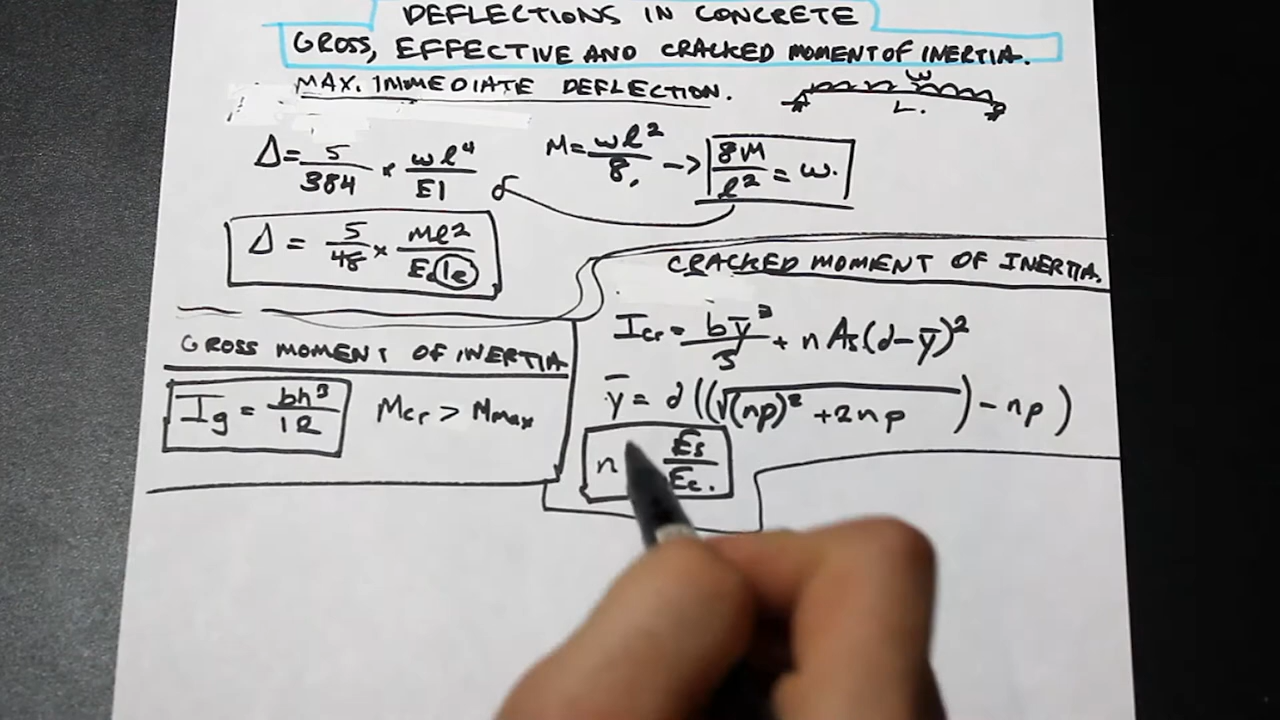 DEFLECTIONS IN CONCRETE
GROSS, EFFECTIVE AND CRACKED MOMENT OF INERTIA.
MAX. IMMEDIATE DEFLECTION.
w
L.
Δ = 5/384 × wl⁴/EI
M = wl²/8. → 8M/l² = w.
Δ = 5/48 × Ml²/EcIe
CRACKED MOMENT OF INERTIA.
Icr = bȳ³/3 + nAs(d-ȳ)²
ȳ = d((√(np)² + 2np) - np)
n Es/Ec.
GROSS MOMENT OF INERTIA
Ig = bh³/12 Mcr > Mmax